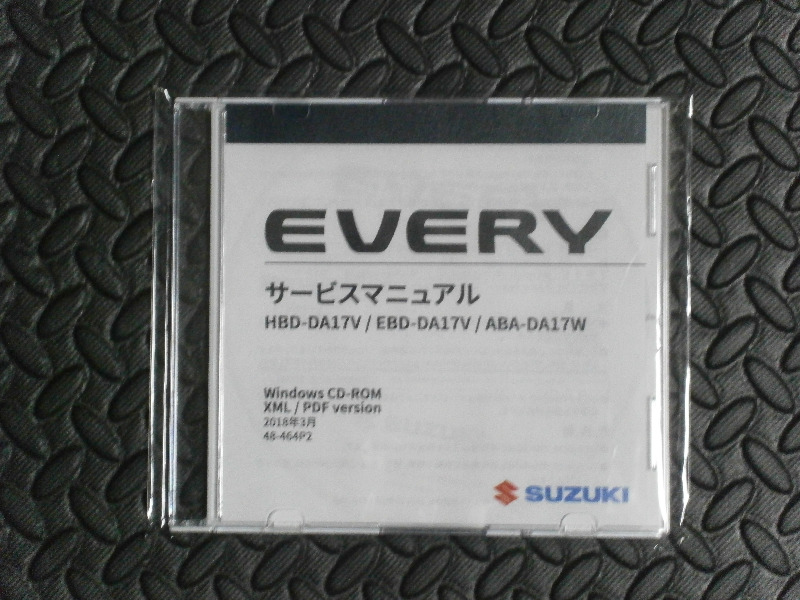 EVERY
サービスマニュアル
HBD-DA17V / EBD-DA17V / ABA-DA17W
Windows CD-ROM
XML / PDF version
2018年3月
48-464P2
SUZUKI